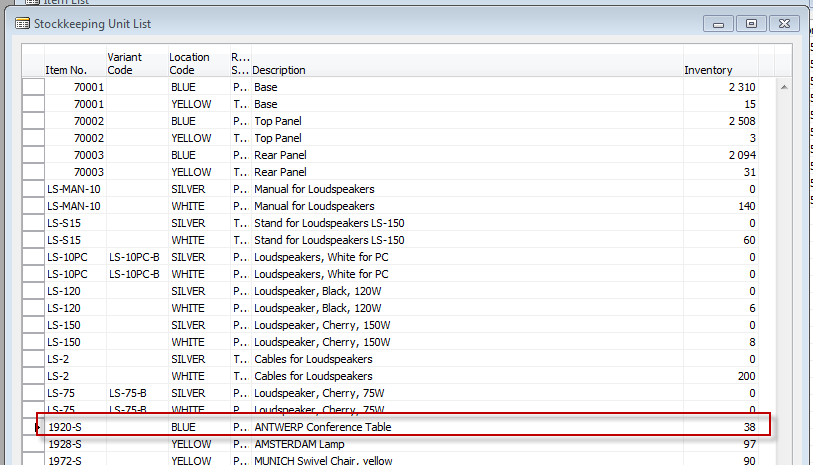 Item List
Stockkeeping Unit List
Item No. Variant Code Location Code R... S... Description Inventory
70001 BLUE P... Base 2 310
70001 YELLOW T... Base 15
70002 BLUE P... Top Panel 2 508
70002 YELLOW T... Top Panel 3
70003 BLUE P... Rear Panel 2 094
70003 YELLOW T... Rear Panel 31
LS-MAN-10 SILVER P... Manual for Loudspeakers 0
LS-MAN-10 WHITE P... Manual for Loudspeakers 140
LS-S15 SILVER T... Stand for Loudspeakers LS-150 0
LS-S15 WHITE T... Stand for Loudspeakers LS-150 60
LS-10PC LS-10PC-B SILVER P... Loudspeakers, White for PC 0
LS-10PC LS-10PC-B WHITE P... Loudspeakers, White for PC 0
LS-120 SILVER P... Loudspeaker, Black, 120W 0
LS-120 WHITE P... Loudspeaker, Black, 120W 6
LS-150 SILVER P... Loudspeaker, Cherry, 150W 0
LS-150 WHITE P... Loudspeaker, Cherry, 150W 8
LS-2 SILVER T... Cables for Loudspeakers 0
LS-2 WHITE T... Cables for Loudspeakers 200
LS-75 LS-75-B SILVER P... Loudspeaker, Cherry, 75W 0
LS-75 LS-75-B WHITE P... Loudspeaker, Cherry, 75W 0
1920-S BLUE P... ANTWERP Conference Table 38
1928-S YELLOW P... AMSTERDAM Lamp 97
1972-S YELLOW P... MUNICH Swivel Chair, yellow 90